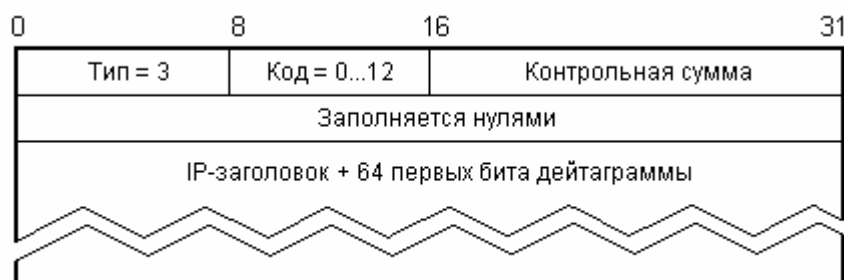 0 8 16 31
Тип = 3 Код = 0...12 Контрольная сумма
Заполняется нулями
IP-заголовок + 64 первых бита дейтаграммы